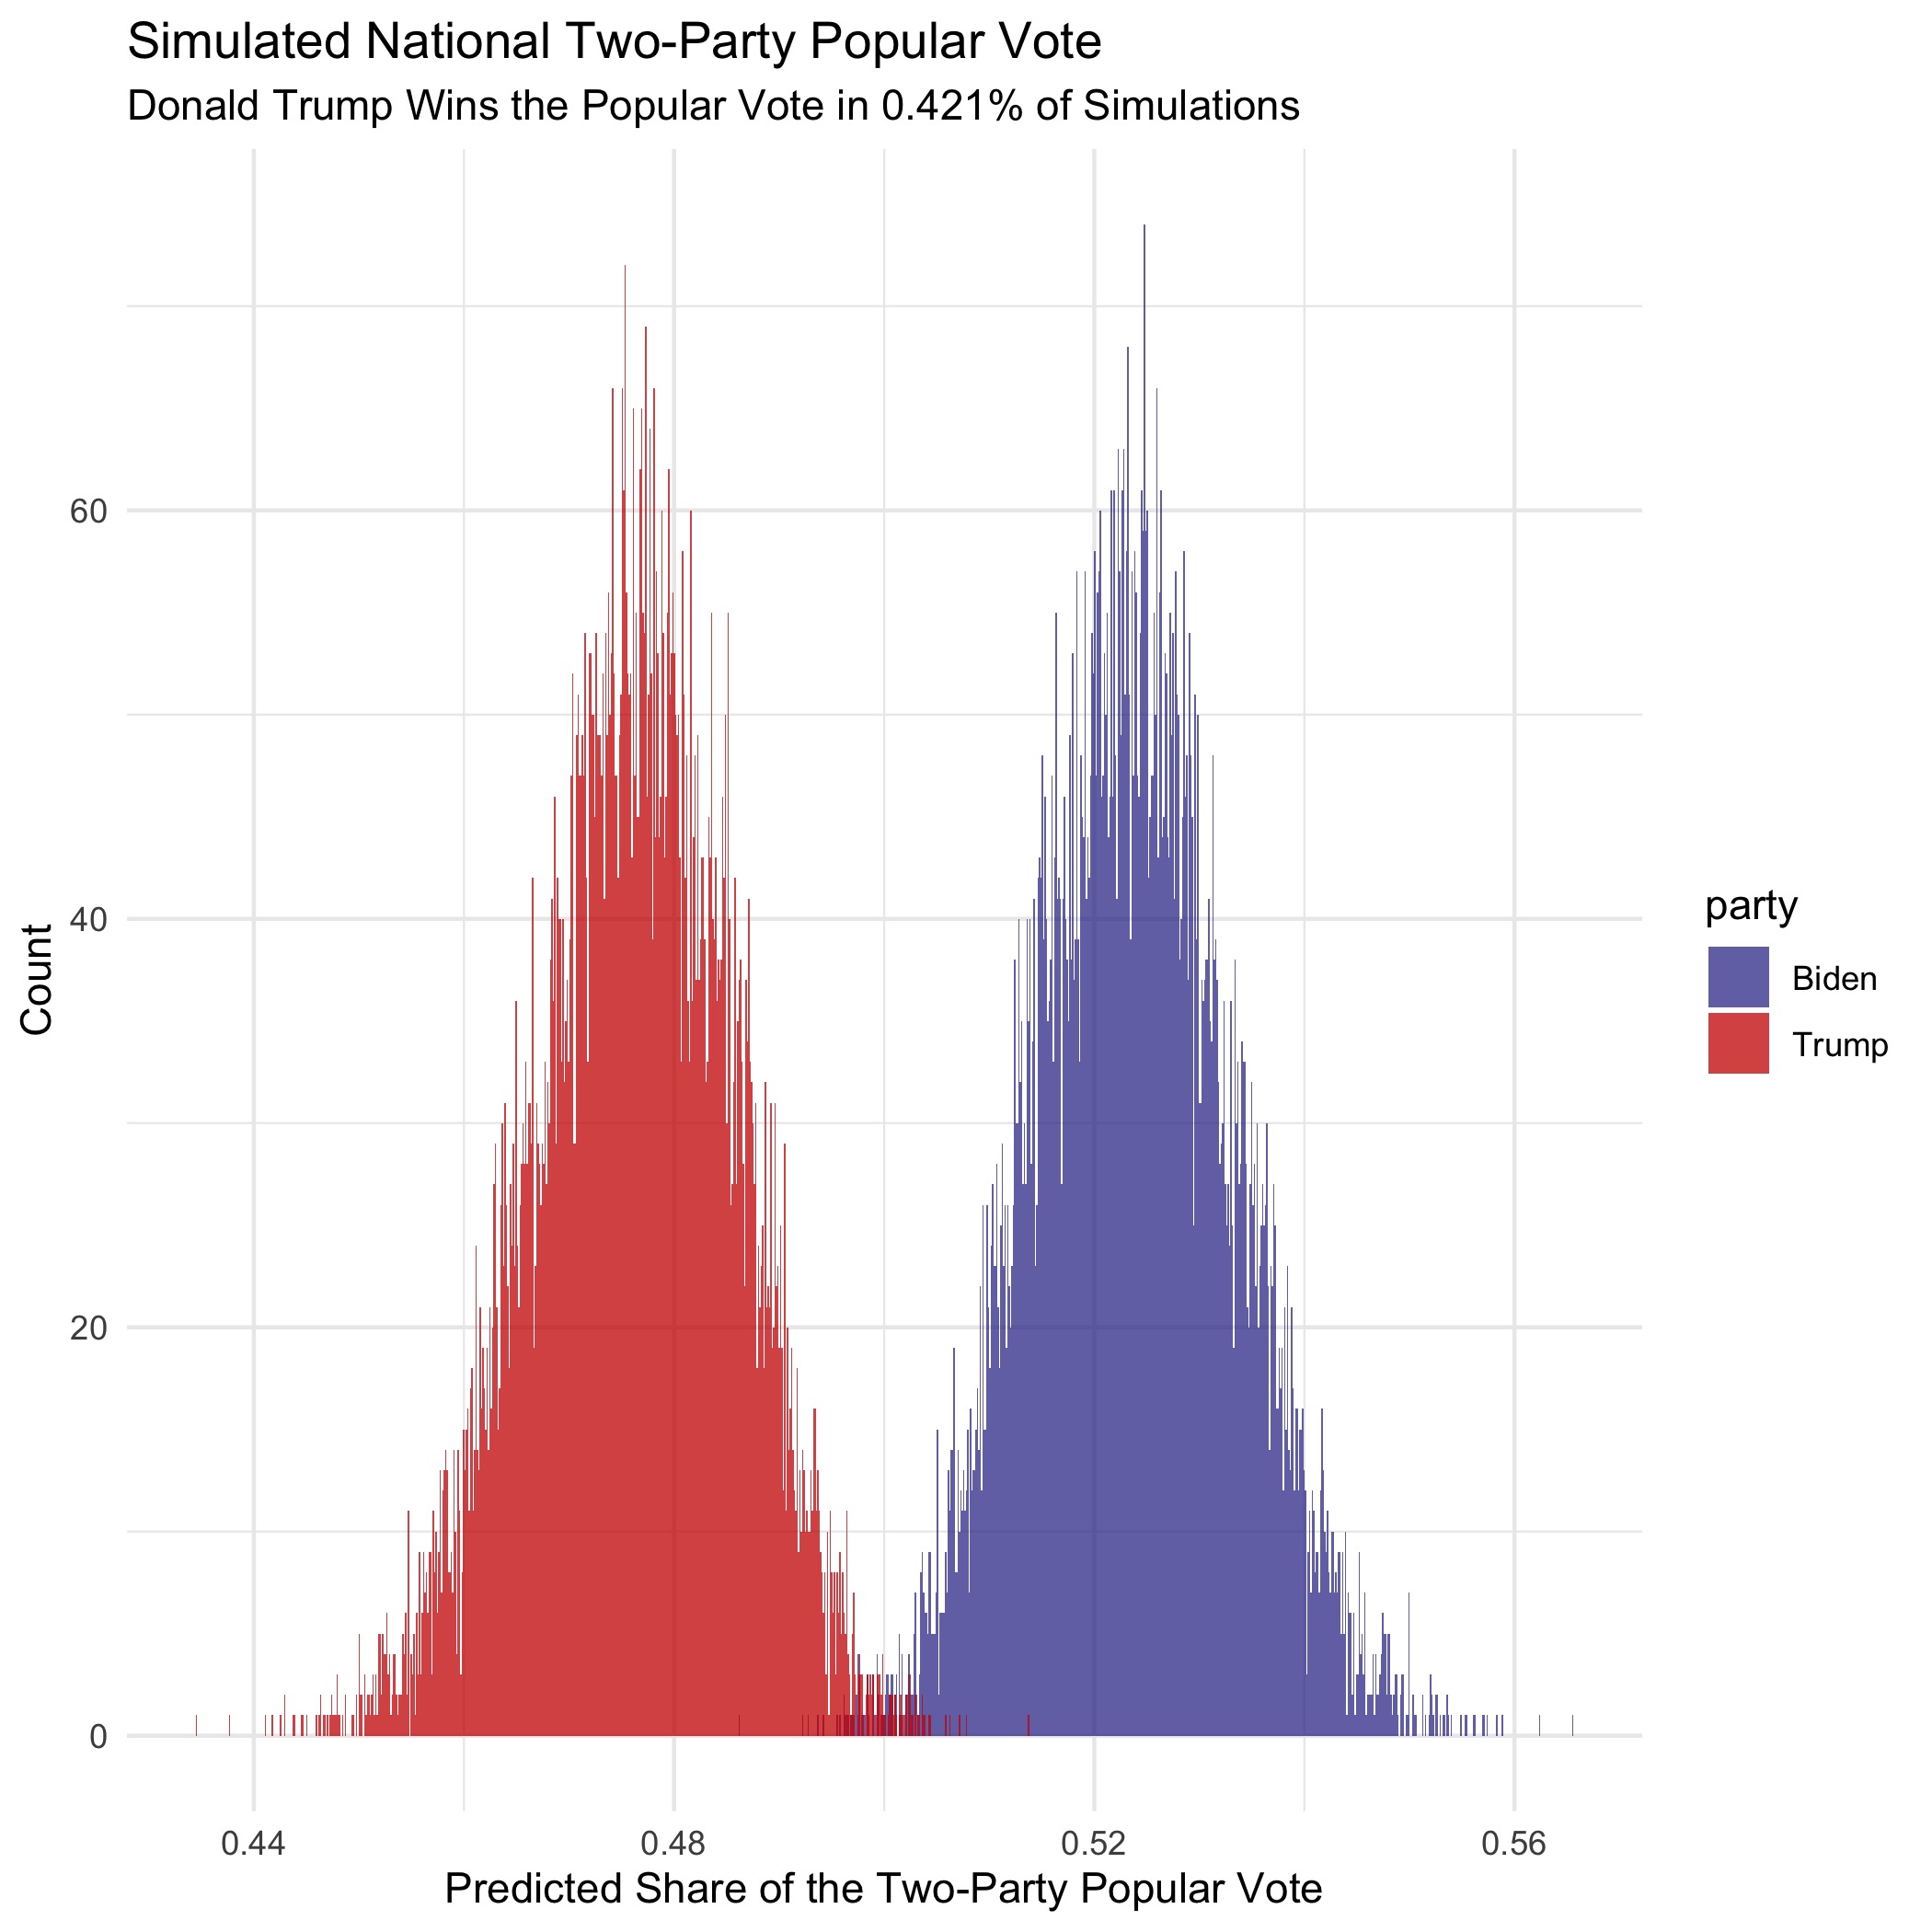 Simulated National Two-Party Popular Vote
Donald Trump Wins the Popular Vote in 0.421% of Simulations
60
40
20
0
Count
0.44 0.48 0.52 0.56
Predicted Share of the Two-Party Popular Vote
party
Biden
Trump